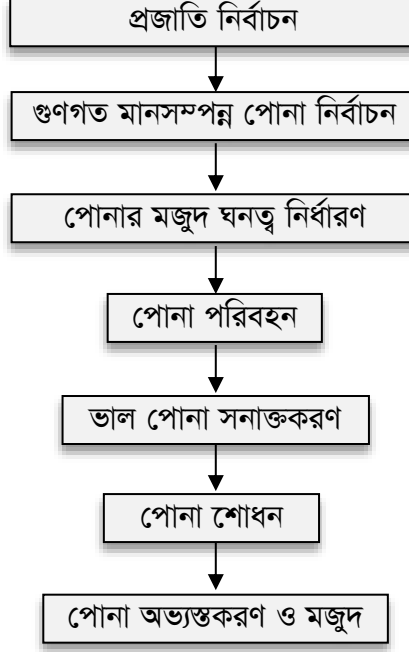 প্রজাতি নির্বাচন
গুণগত মানসম্পন্ন পোনা নির্বাচন
পোনার মজুদ ঘনত্ব নির্ধারণ
পোনা পরিবহন
ভাল পোনা সনাক্তকরণ
পোনা শোধন
পোনা অভ্যস্তকরণ ও মজুদ